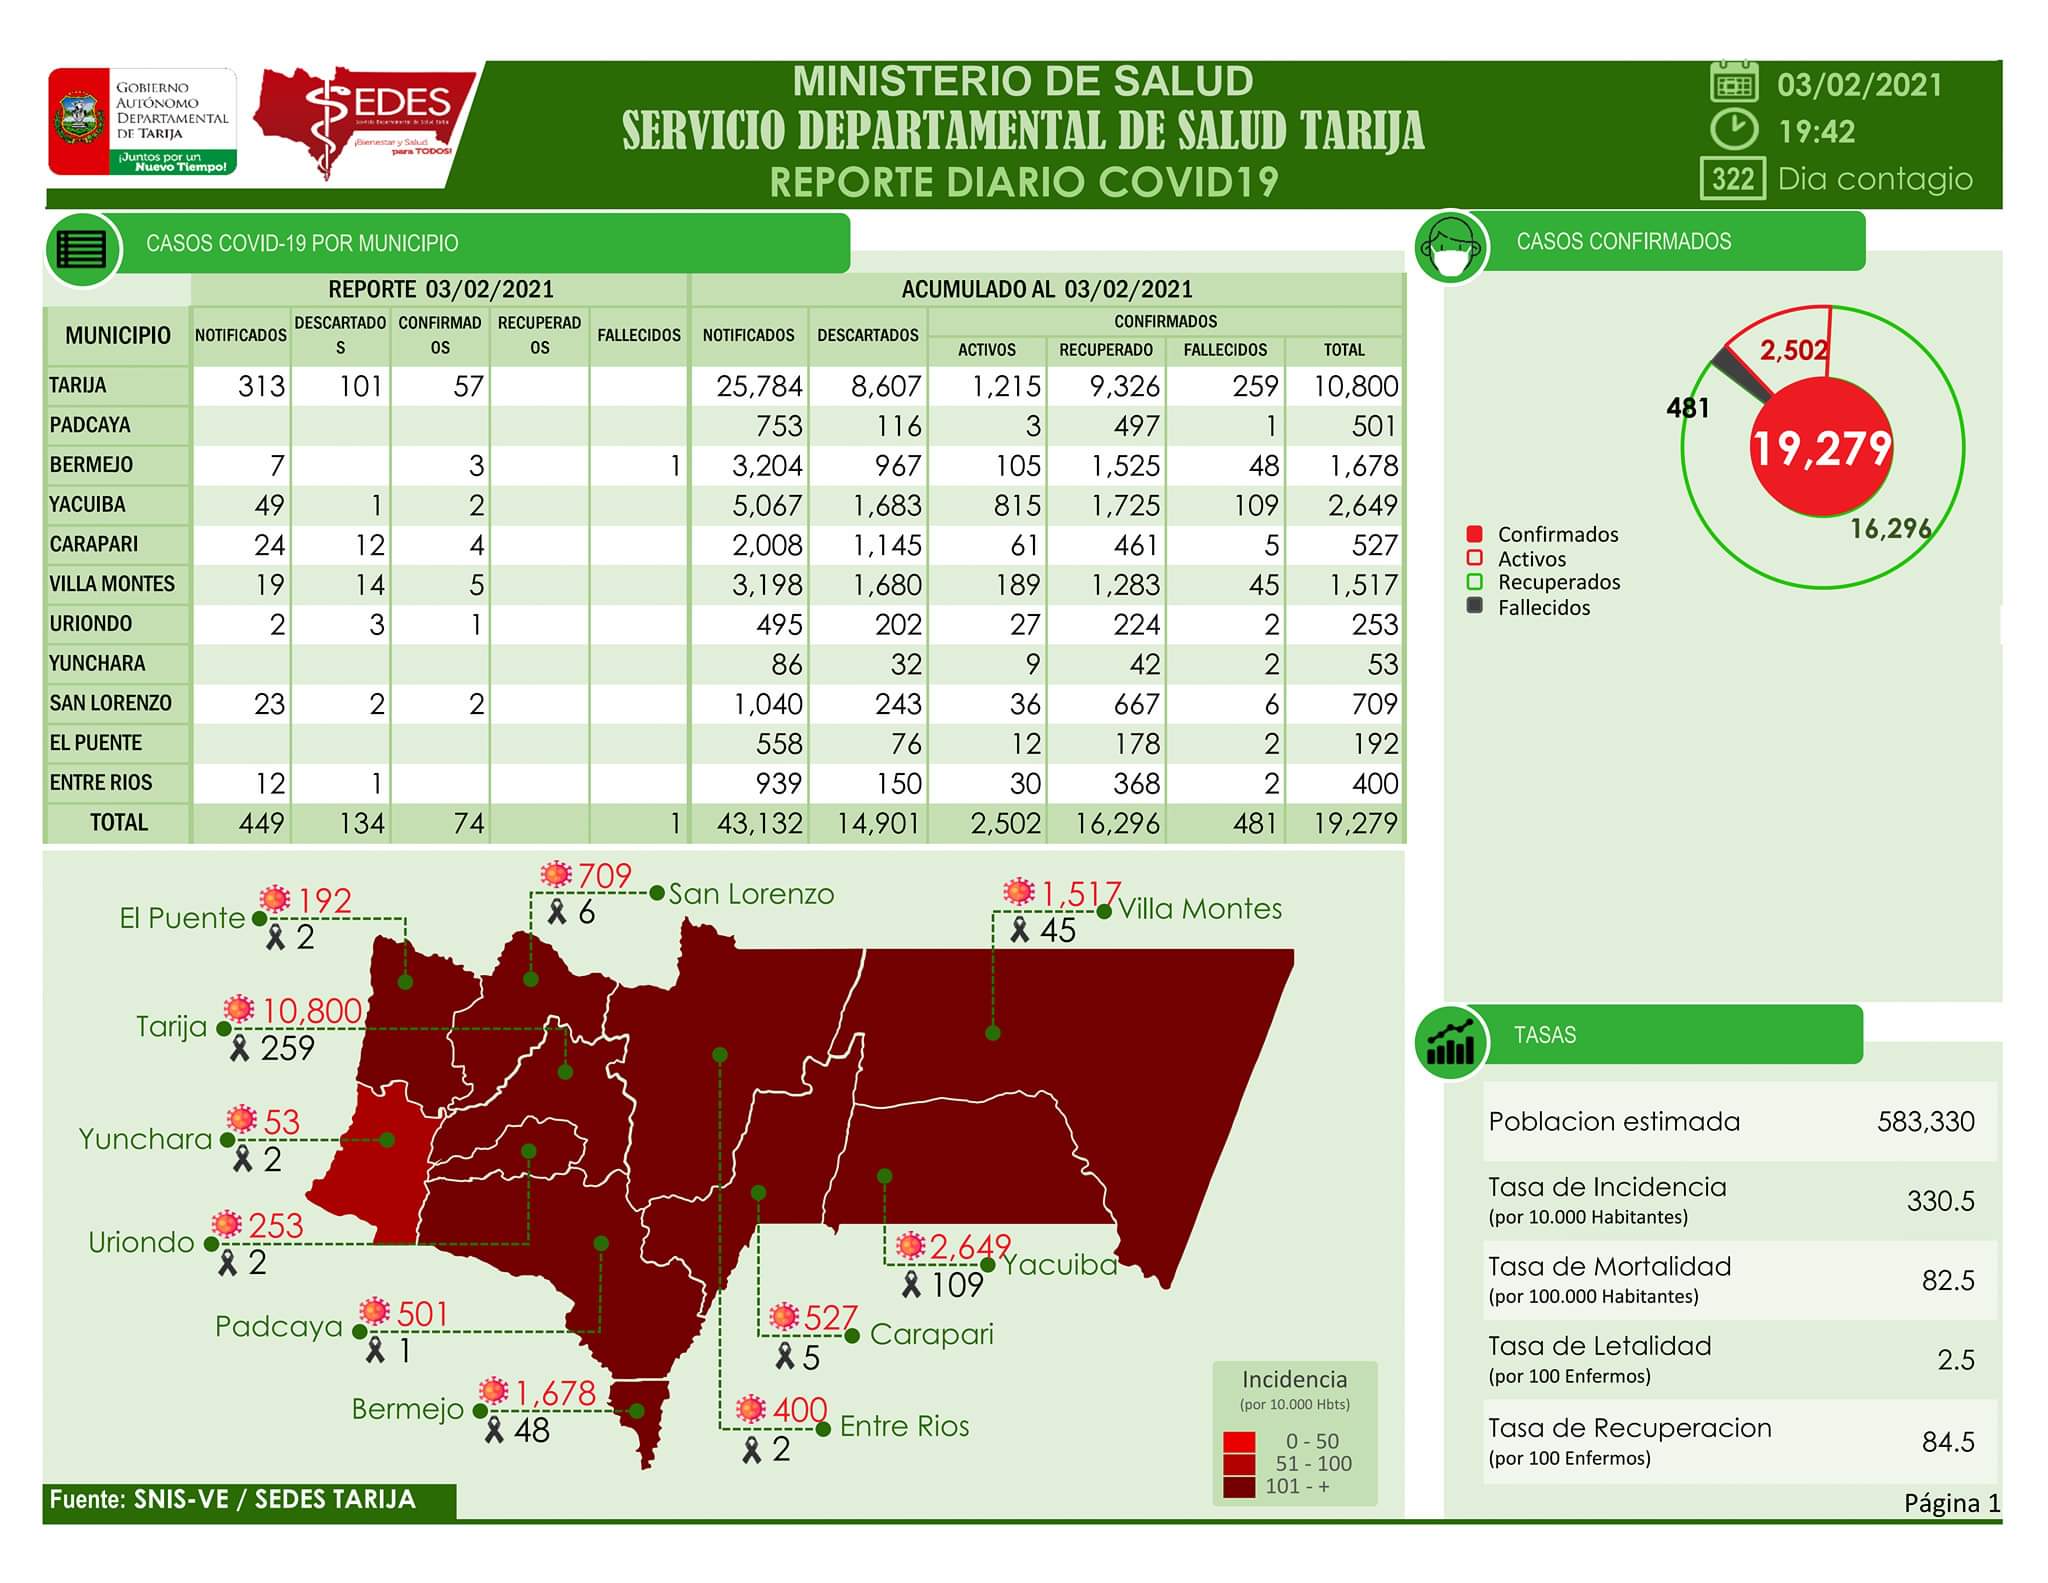 GOBIERNO
AUTÓNOMO
DEPARTAMENTAL
DE TARIJA
¡Juntos por un
Nuevo Tiempo!
SEDES
Servicio Departamental de Salud Tarija
¡Bienestar y Salud
para TODOS!
MINISTERIO DE SALUD
SERVICIO DEPARTAMENTAL DE SALUD TARIJA
REPORTE DIARIO COVID19
03/02/2021
19:42
322 Dia contagio
CASOS COVID-19 POR MUNICIPIO
REPORTE 03/02/2021 ACUMULADO AL 03/02/2021
MUNICIPIO NOTIFICADOS DESCARTADO
S CONFIRMAD
OS RECUPERAD
OS FALLECIDOS NOTIFICADOS DESCARTADOS CONFIRMADOS
ACTIVOS RECUPERADO FALLECIDOS TOTAL
TARIJA 313 101 57 25,784 8,607 1,215 9,326 259 10,800
PADCAYA 753 116 3 497 1 501
BERMEJO 7 3 1 3,204 967 105 1,525 48 1,678
YACUIBA 49 1 2 5,067 1,683 815 1,725 109 2,649
CARAPARI 24 12 4 2,008 1,145 61 461 5 527
VILLA MONTES 19 14 5 3,198 1,680 189 1,283 45 1,517
URIONDO 2 3 1 495 202 27 224 2 253
YUNCHARA 86 32 9 42 2 53
SAN LORENZO 23 2 2 1,040 243 36 667 6 709
EL PUENTE 558 76 12 178 2 192
ENTRE RIOS 12 1 939 150 30 368 2 400
TOTAL 449 134 74 1 43,132 14,901 2,502 16,296 481 19,279
CASOS CONFIRMADOS
2,502
481
19,279
16,296
Confirmados
Activos
Recuperados
Fallecidos
El Puente 192
2
709 San Lorenzo
6
1,517 Villa Montes
45
Tarija 10,800
259
Yunchara 53
2
Uriondo 253
2
Padcaya 501
1
Bermejo 1,678
48
2,649 Yacuiba
109
527 Carapari
5
400 Entre Rios
2
Incidencia
(por 10.000 Hbts)
0 - 50
51 - 100
101 - +
TASAS
Poblacion estimada 583,330
Tasa de Incidencia
(por 10.000 Habitantes) 330.5
Tasa de Mortalidad
(por 100.000 Habitantes) 82.5
Tasa de Letalidad
(por 100 Enfermos) 2.5
Tasa de Recuperacion
(por 100 Enfermos) 84.5
Fuente: SNIS-VE / SEDES TARIJA
Página 1